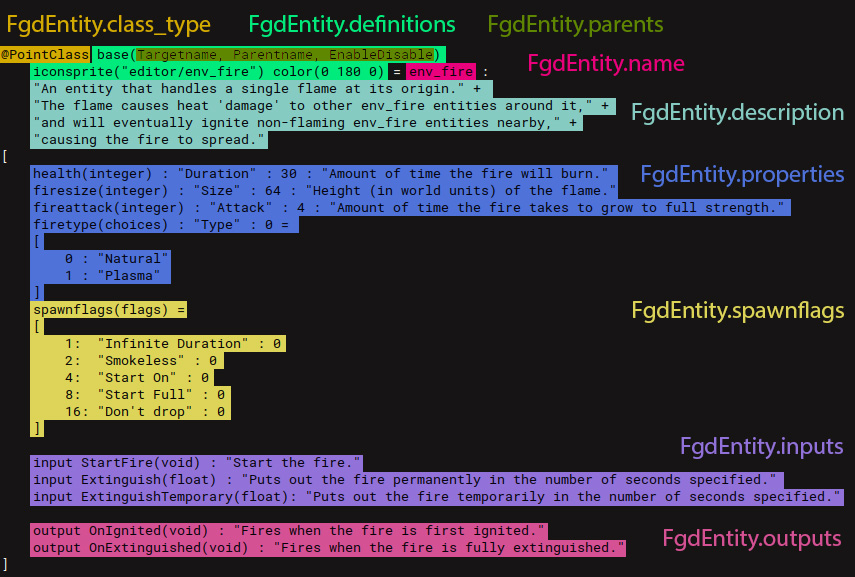 FgdEntity.class_type FgdEntity.definitions FgdEntity.parents
@PointClass base(Targetname, Parentname, EnableDisable)
iconsprite("editor/env_fire") color(0 180 0) = env_fire :
FgdEntity.name
"An entity that handles a single flame at its origin." +
"The flame causes heat 'damage' to other env_fire entities around it," +
"and will eventually ignite non-flaming env_fire entities nearby," +
FgdEntity.description
"causing the fire to spread."
[
health(integer) : "Duration" : 30 : "Amount of time the fire will burn."
FgdEntity.properties
firesize(integer) : "Size" : 64 : "Height (in world units) of the flame."
fireattack(integer) : "Attack" : 4 : "Amount of time the fire takes to grow to full strength."
firetype(choices) : "Type" : 0 =
[
0 : "Natural"
1 : "Plasma"
]
spawnflags(flags) =
FgdEntity.spawnflags
[
1: "Infinite Duration" : 0
2: "Smokeless" : 0
4: "Start On" : 0
8: "Start Full" : 0
16: "Don't drop" : 0
]
FgdEntity.inputs
input StartFire(void) : "Start the fire."
input Extinguish(float) : "Puts out the fire permanently in the number of seconds specified."
input ExtinguishTemporary(float): "Puts out the fire temporarily in the number of seconds specified."
output OnIgnited(void) : "Fires when the fire is first ignited."
FgdEntity.outputs
output OnExtinguished(void) : "Fires when the fire is fully extinguished."
]